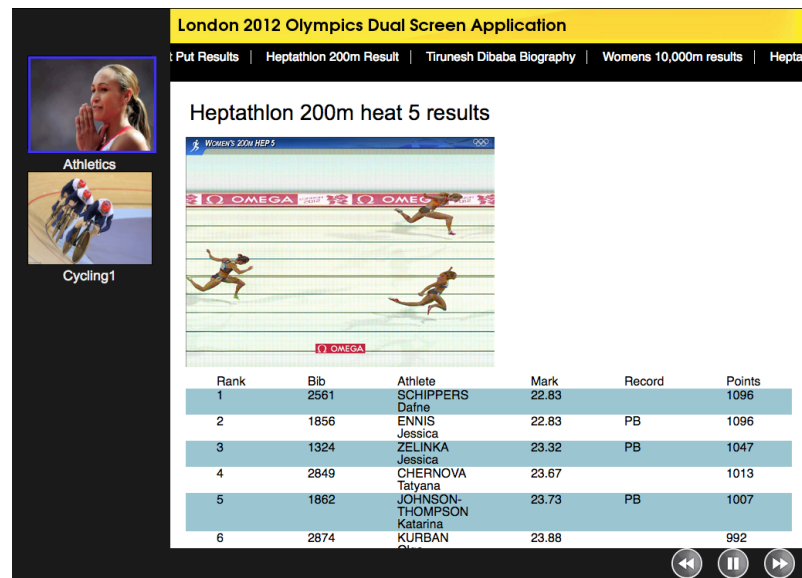 London 2012 Olympics Dual Screen Application
t Put Results | Heptathlon 200m Result | Tirunesh Dibaba Biography | Womens 10,000m results | Hepta
Athletics
Cycling1
Heptathlon 200m heat 5 results
WOMEN'S 200M HEP 5
OMEGA OMEG
OMEGA
Rank Bib Athlete Mark Record Points
1 2561 SCHIPPERS 22.83 1096
Dafne
2 1856 ENNIS 22.83 PB 1096
Jessica
3 1324 ZELINKA 23.32 PB 1047
Jessica
4 2849 CHERNOVA 23.67 1013
Tatyana
5 1862 JOHNSON- 23.73 PB 1007
THOMPSON
Katarina
6 2874 KURBAN 23.88 992